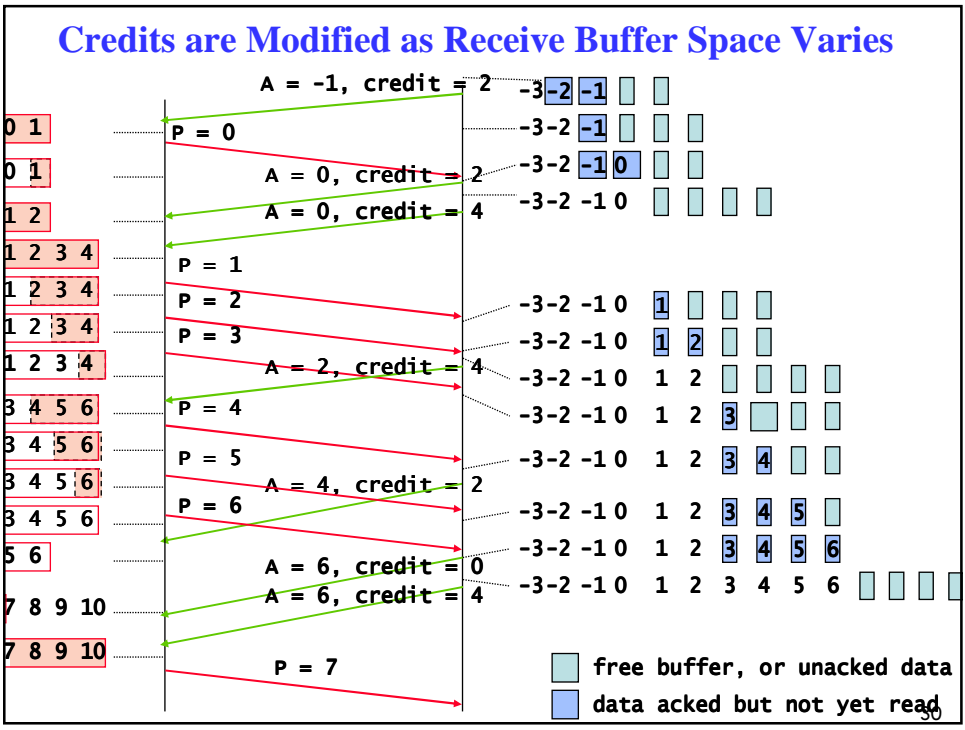 Credits are Modified as Receive Buffer Space Varies
A = -1, credit = 2
-3 -2 -1
0 1
P = 0
-3 -2 -1
0 1
A = 0, credit = 2
-3 -2 -1 0
1 2
A = 0, credit = 4
-3 -2 -1 0
1 2 3 4
P = 1
1 2 3 4
P = 2
-3 -2 -1 0 1
1 2 3 4
P = 3
-3 -2 -1 0 1 2
1 2 3 4
A = 2, credit = 4
-3 -2 -1 0 1 2
3 4 5 6
P = 4
-3 -2 -1 0 1 2 3
3 4 5 6
P = 5
-3 -2 -1 0 1 2 3 4
3 4 5 6
A = 4, credit = 2
3 4 5 6
P = 6
-3 -2 -1 0 1 2 3 4 5
5 6
-3 -2 -1 0 1 2 3 4 5 6
A = 6, credit = 0
-3 -2 -1 0 1 2 3 4 5 6
7 8 9 10
A = 6, credit = 4
7 8 9 10
P = 7
free buffer, or unacked data
data acked but not yet read
30